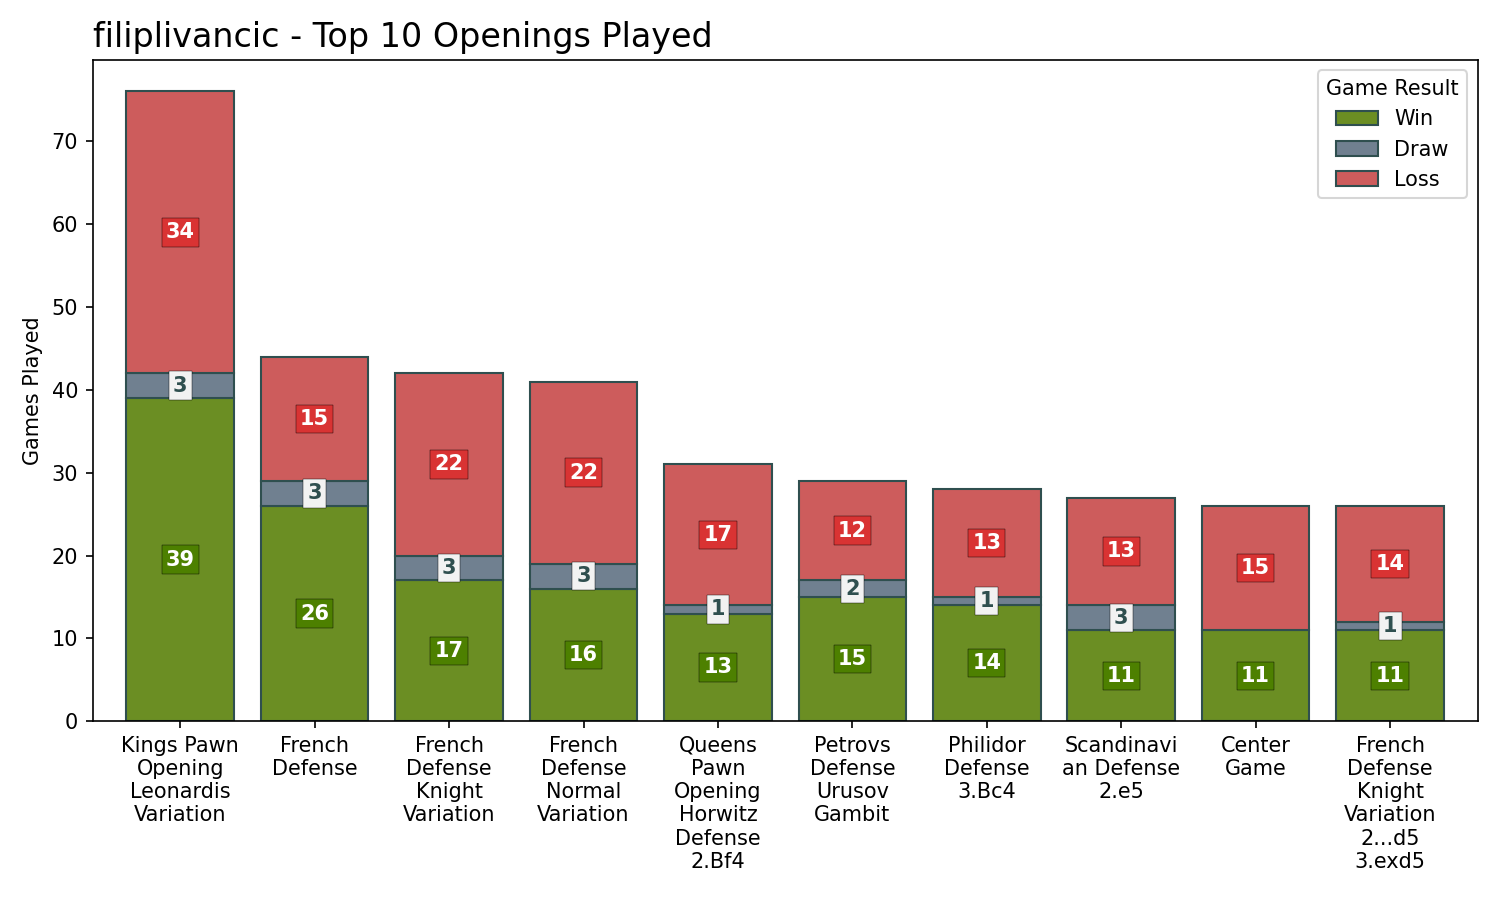 filiplivancic - Top 10 Openings Played
Game Result
Win
Draw
Loss
Games Played
70
60
50
40
30
20
10
0
34
3
39
15
3
26
22
3
17
22
3
16
17
1
13
12
2
15
13
1
14
13
3
11
15
11
14
1
11
Kings Pawn
Opening
Leonardis
Variation
French
Defense
French
Defense
Knight
Variation
French
Defense
Normal
Variation
Queens
Pawn
Opening
Horwitz
Defense
2.Bf4
Petrovs
Defense
Urusov
Gambit
Philidor
Defense
3.Bc4
Scandinavi
an Defense
2.e5
Center
Game
French
Defense
Knight
Variation
2...d5
3.exd5